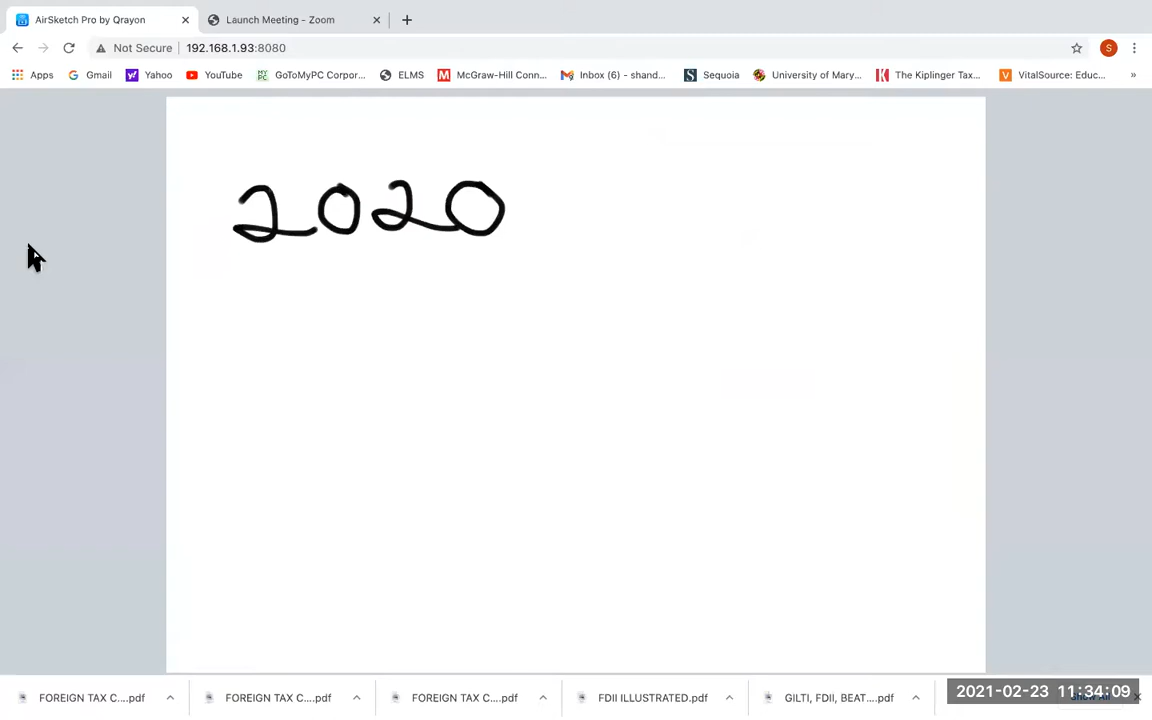 AirSketch Pro by Qrayon
Launch Meeting - Zoom
Not Secure
192.168.1.93:8080
S
Apps
Gmail
Yahoo
YouTube
GoToMyPC Corpor...
ELMS
McGraw-Hill Conn...
Inbox (6) - shand...
Sequoia
University of Mary...
The Kiplinger Tax...
VitalSource: Educ...
»
2020
FOREIGN TAX C....pdf
FOREIGN TAX C....pdf
FOREIGN TAX C....pdf
FDII ILLUSTRATED.pdf
GILTI, FDII, BEAT....pdf
2021-02-23 11:34:09